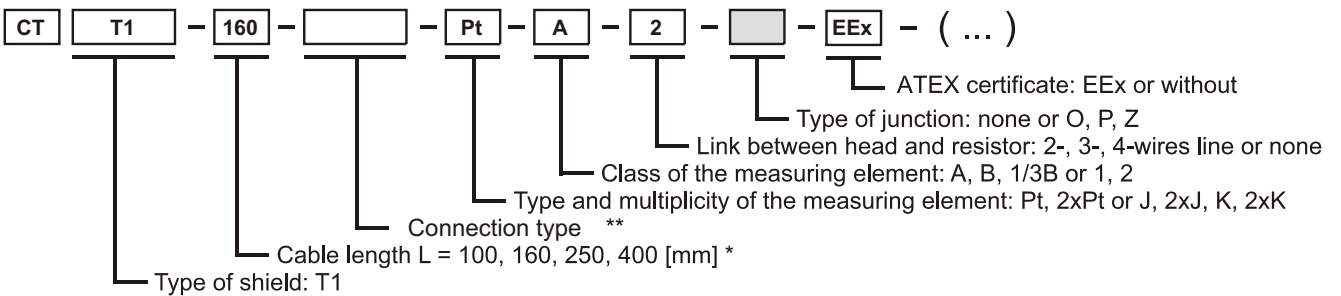 CT T1 - 160 - - Pt - A - 2 - - EEx - ( ... )
ATEX certificate: EEx or without
Type of junction: none or O, P, Z
Link between head and resistor: 2-, 3-, 4-wires line or none
Class of the measuring element: A, B, 1/3B or 1, 2
Type and multiplicity of the measuring element: Pt, 2xPt or J, 2xJ, K, 2xK
Connection type **
Cable length L = 100, 160, 250, 400 [mm] *
Type of shield: T1